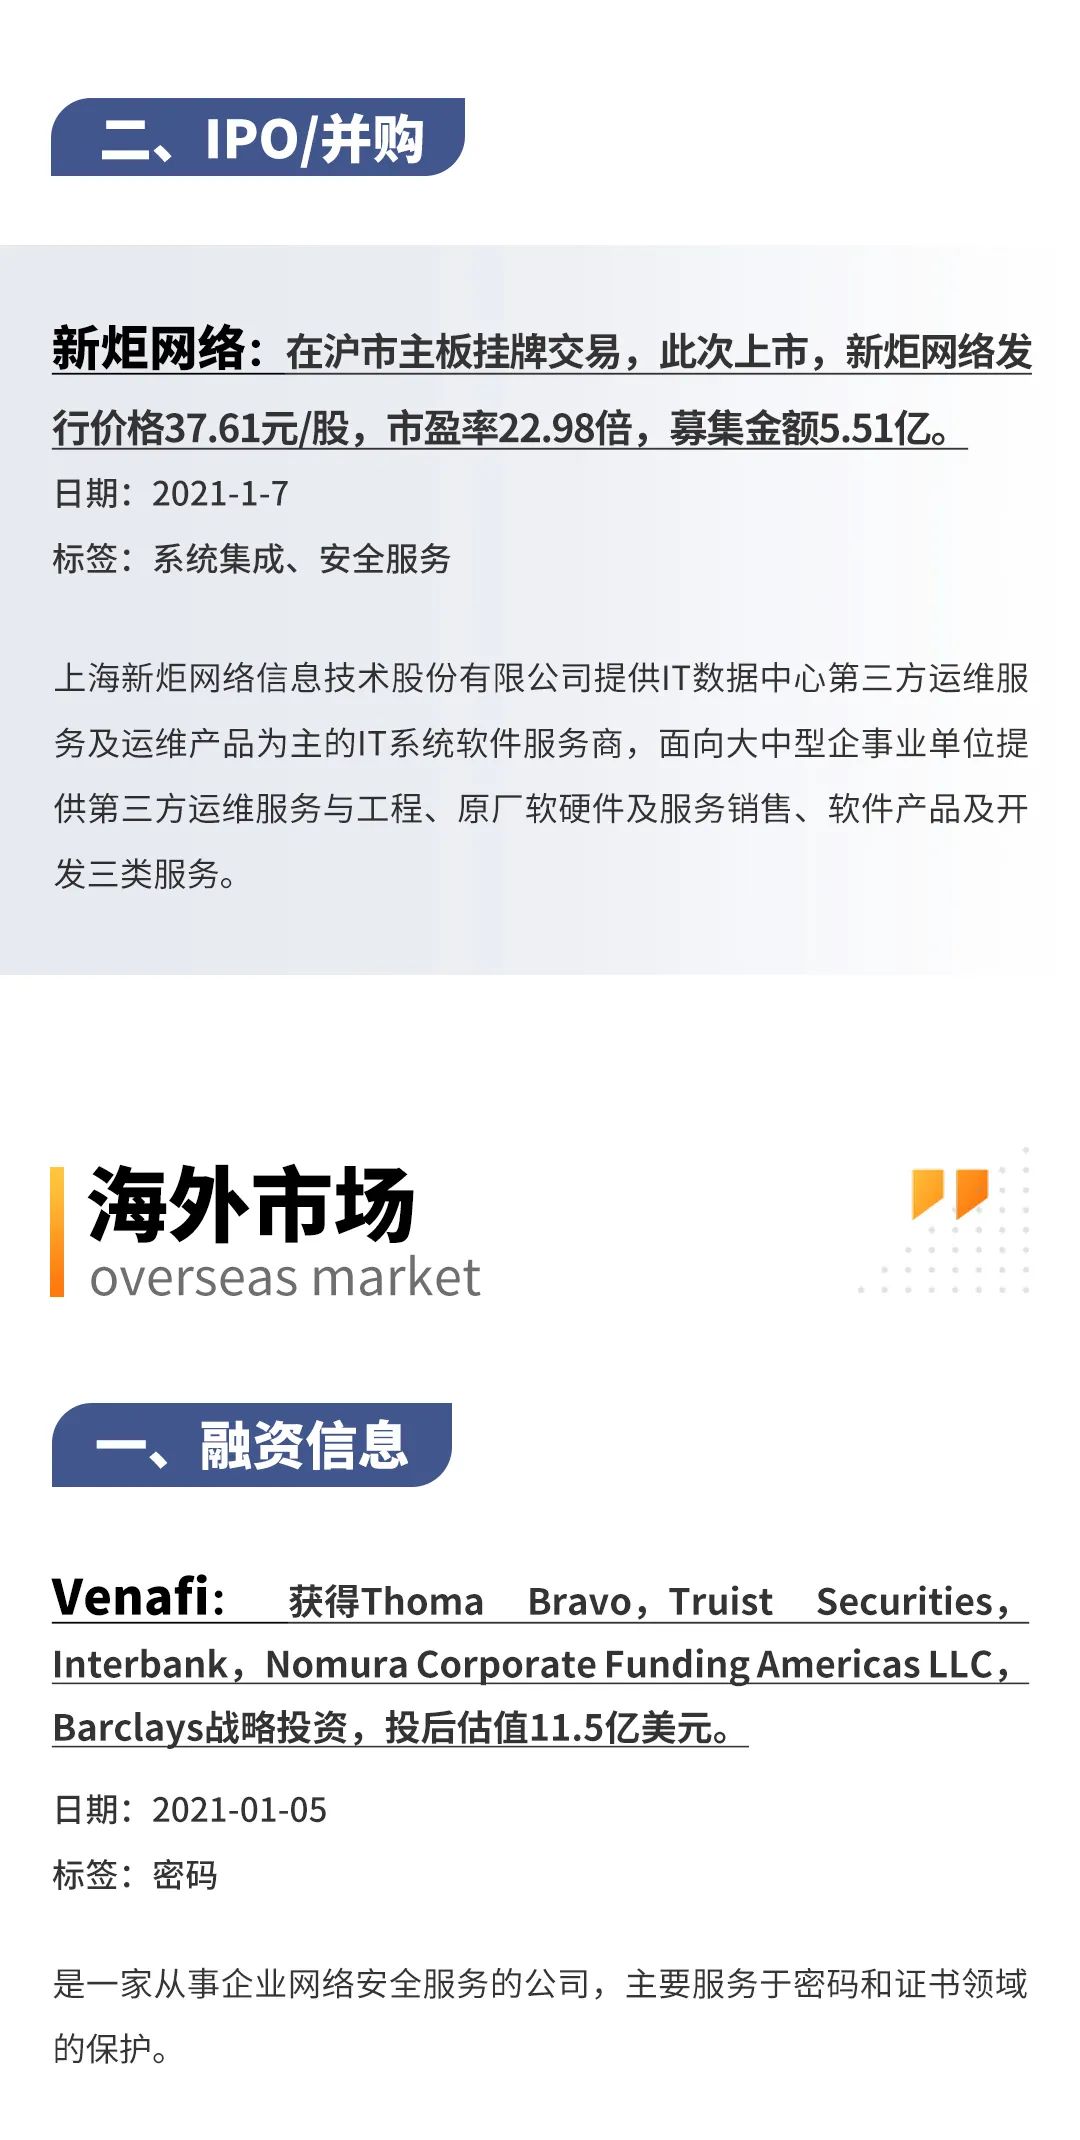 二、IPO/并购
新炬网络：在沪市主板挂牌交易，此次上市，新炬网络发
行价格37.61元/股，市盈率22.98倍，募集金额5.51亿。
日期：2021-1-7
标签：系统集成、安全服务
上海新炬网络信息技术股份有限公司提供IT数据中心第三方运维服
务及运维产品为主的IT系统软件服务商，面向大中型企事业单位提
供第三方运维服务与工程、原厂软硬件及服务销售、软件产品及开
发三类服务。
海外市场
overseas market
一、融资信息
Venafi： 获得Thoma Bravo，Truist Securities，
Interbank，Nomura Corporate Funding Americas LLC，
Barclays战略投资，投后估值11.5亿美元。
日期：2021-01-05
标签：密码
是一家从事企业网络安全服务的公司，主要服务于密码和证书领域
的保护。